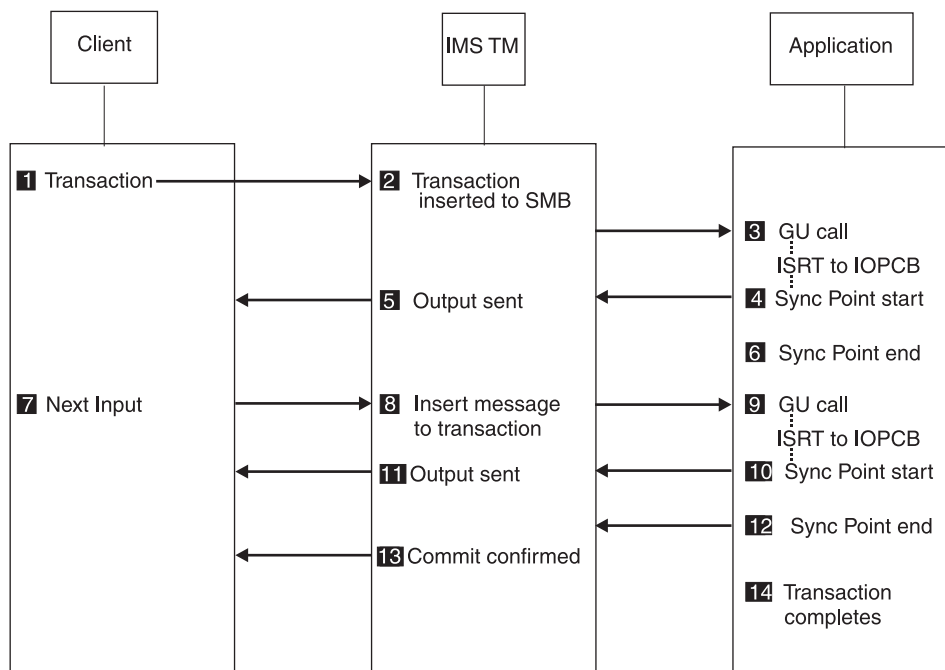 Client
IMS TM
Application
1 Transaction
2 Transaction
inserted to SMB
3 GU call
ISRT to IOPCB
4 Sync Point start
5 Output sent
6 Sync Point end
7 Next Input
8 Insert message
to transaction
9 GU call
ISRT to IOPCB
10 Sync Point start
11 Output sent
12 Sync Point end
13 Commit confirmed
14 Transaction
completes